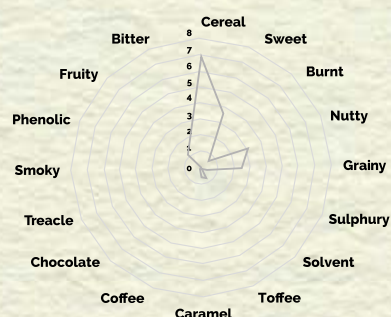 Cereal
Sweet
Burnt
Nutty
Grainy
Sulphury
Solvent
Toffee
Caramel
Coffee
Chocolate
Treacle
Smoky
Phenolic
Fruity
Bitter
8
7
6
5
4
3
2
1
0